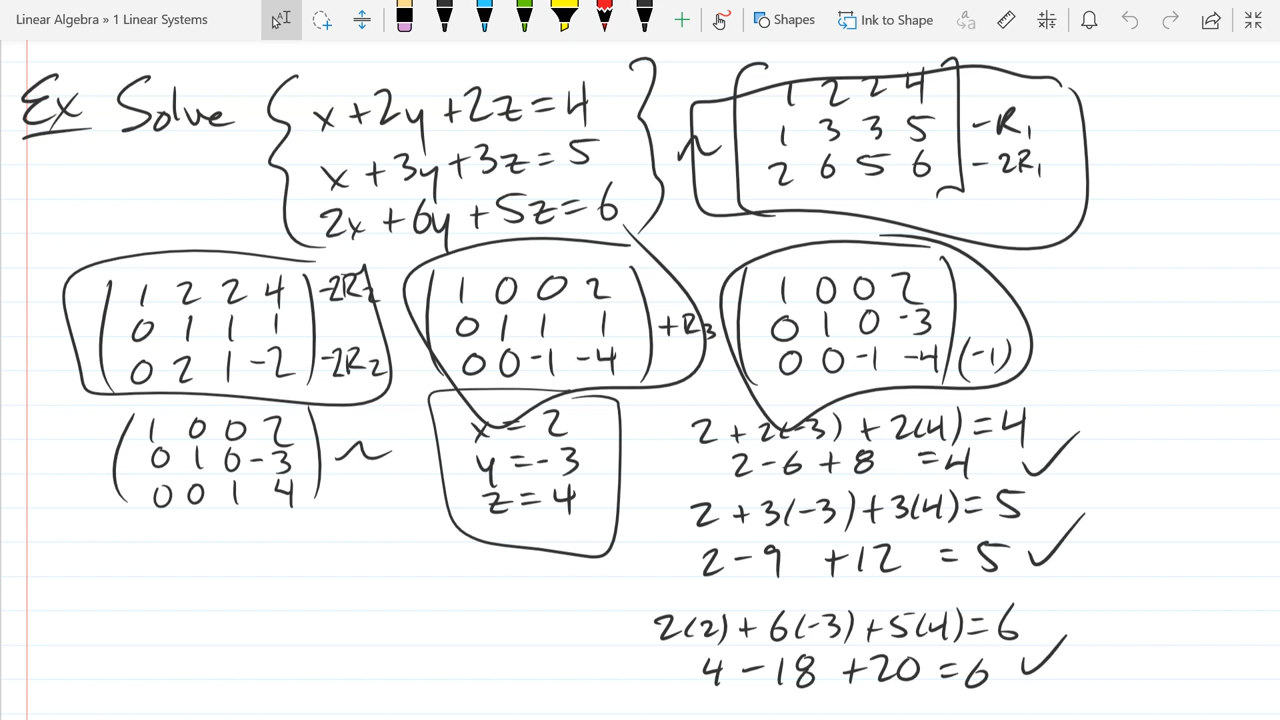 Linear Algebra » 1 Linear Systems
Shapes
Ink to Shape
Ex Solve { x+2y+2z=4
x+3y+3z=5
2x+6y+5z=6 }
~ [ 1 2 2 4
1 3 3 5
2 6 5 6 ] -R₁
-2R₁
( 1 2 2 4 ) -2R₂
0 1 1 1
0 2 1 -2 -2R₂
( 1 0 0 2 )
0 1 1 1 +R₃
0 0 -1 -4
( 1 0 0 2 )
0 1 0 -3
0 0 -1 -4 (-1)
( 1 0 0 2 )
0 1 0 -3 ~
0 0 1 4
x = 2
y = -3
z = 4
2 + 2(-3) + 2(4) = 4
2 - 6 + 8 = 4 ✓
2 + 3(-3) + 3(4) = 5
2 - 9 + 12 = 5 ✓
2(2) + 6(-3) + 5(4) = 6
4 - 18 + 20 = 6 ✓